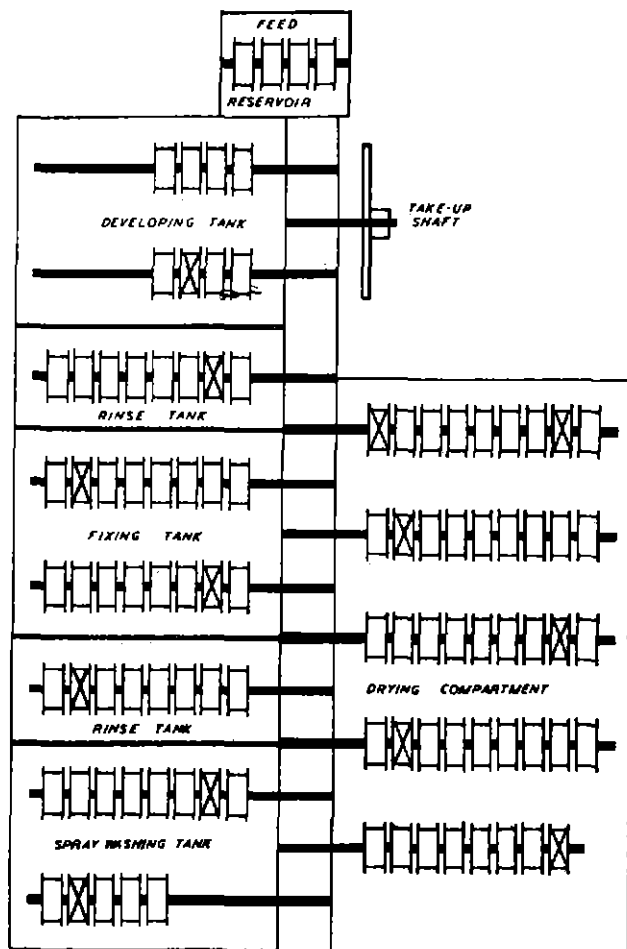 FEED
RESERVOIR
DEVELOPING TANK
TAKE-UP
SHAFT
RINSE TANK
FIXING TANK
DRYING COMPARTMENT
RINSE TANK
SPRAY WASHING TANK